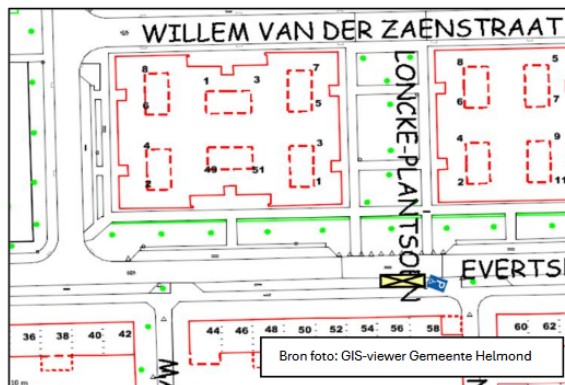 WILLEM VAN DER ZAENSTRAAT
LONCKE-PLANTSOEN
8 1 3 7
6 5
4 49 51 3
2 1
8 5
6 7
4 9
2 11
EVERTS
P
36 38 40 42
44 46 48 50 52 54 56 58
60 62
10 m
Bron foto: GIS-viewer Gemeente Helmond